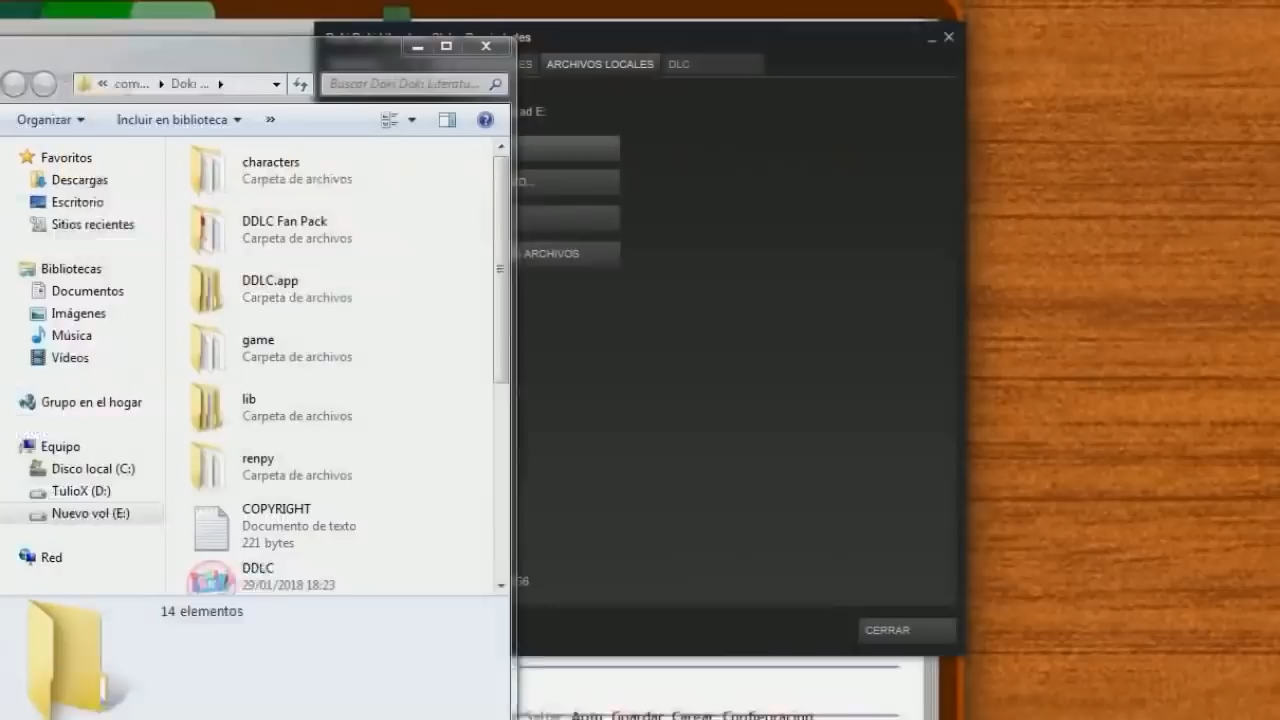 ES ARCHIVOS LOCALES DLC
« com... Doki ... Buscar Doki Doki Literatu...
ad E:
Organizar Incluir en biblioteca »
Favoritos
Descargas
Escritorio
Sitios recientes
Bibliotecas
Documentos
Imágenes
Música
Vídeos
Grupo en el hogar
Equipo
Disco local (C:)
TulioX (D:)
Nuevo vol (E:)
Red
characters
Carpeta de archivos
DDLC Fan Pack
Carpeta de archivos
DDLC.app
Carpeta de archivos
game
Carpeta de archivos
lib
Carpeta de archivos
renpy
Carpeta de archivos
COPYRIGHT
Documento de texto
221 bytes
DDLC
29/01/2018 18:23
14 elementos
ARCHIVOS
56
CERRAR
Auto Guardar Cargar Configuración